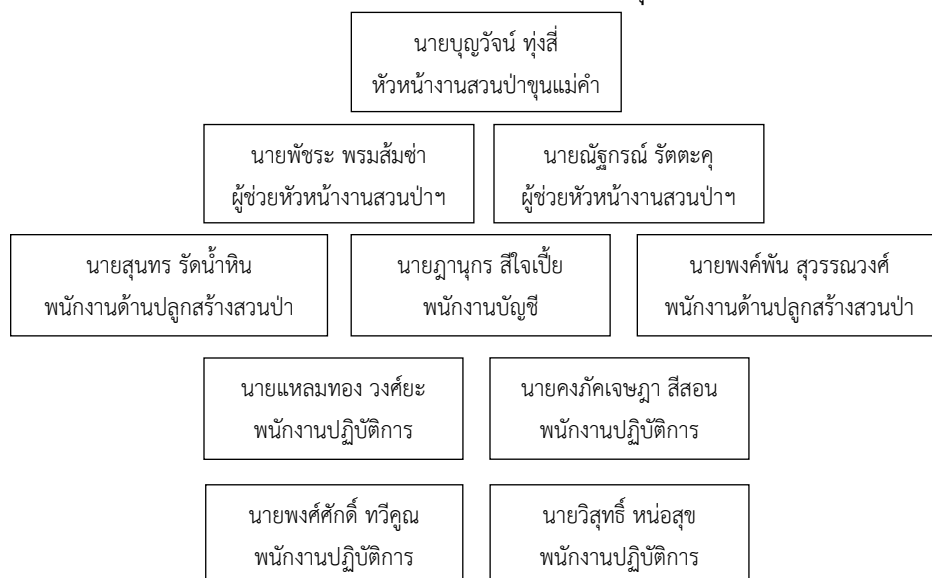 นายบุญวัจน์ ทุ่งสี่
หัวหน้างานสวนป่าขุนแม่คำ
นายพัชระ พรมส้มซ่า
ผู้ช่วยหัวหน้างานสวนป่าฯ
นายณัฐกรณ์ รัตตะคุ
ผู้ช่วยหัวหน้างานสวนป่าฯ
นายสุนทร รัดน้ำหิน
พนักงานด้านปลูกสร้างสวนป่า
นายฎานุกร สีใจเปี้ย
พนักงานบัญชี
นายพงค์พัน สุวรรณวงศ์
พนักงานด้านปลูกสร้างสวนป่า
นายแหลมทอง วงศ์ยะ
พนักงานปฏิบัติการ
นายคงภัคเจษฎา สีสอน
พนักงานปฏิบัติการ
นายพงศ์ศักดิ์ ทวีคูณ
พนักงานปฏิบัติการ
นายวิสุทธิ์ หน่อสุข
พนักงานปฏิบัติการ